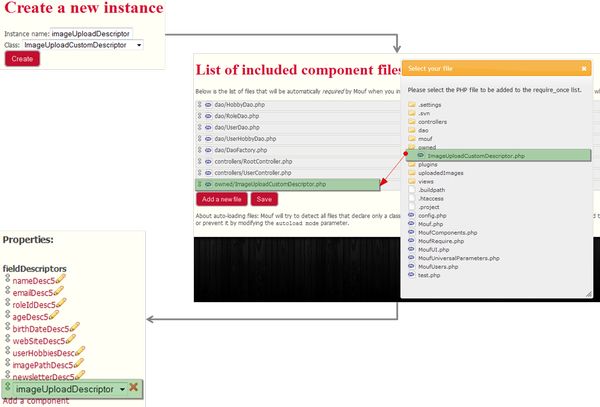 Create a new instance
Instance name: imageUploadDescriptor
Class: ImageUploadCustomDescriptor
Create
List of included component files
Below is the list of files that will be automatically required by Mouf when you in
dao/HobbyDao.php
dao/RoleDao.php
dao/UserDao.php
dao/UserHobbyDao.php
dao/DaoFactory.php
controllers/RootController.php
controllers/UserController.php
owned/ImageUploadCustomDescriptor.php
Add a new file Save
About auto-loading files: Mouf will try to detect all files that declare only a class
or prevent it by modifying the autoload mode parameter.
Select your file
Please select the PHP file to be added to the require_once list.
.settings
.svn
controllers
dao
mouf
owned
ImageUploadCustomDescriptor.php
plugins
uploadedImages
views
.buildpath
.htaccess
.project
config.php
Mouf.php
MoufComponents.php
MoufRequire.php
MoufUI.php
MoufUniversalParameters.php
MoufUsers.php
test.php
Properties:
fieldDescriptors
nameDesc5
emailDesc5
roleIdDesc5
ageDesc5
birthDateDesc5
webSiteDesc5
userHobbiesDesc5
imagePathDesc5
newsletterDesc5
imageUploadDescriptor
Add a component